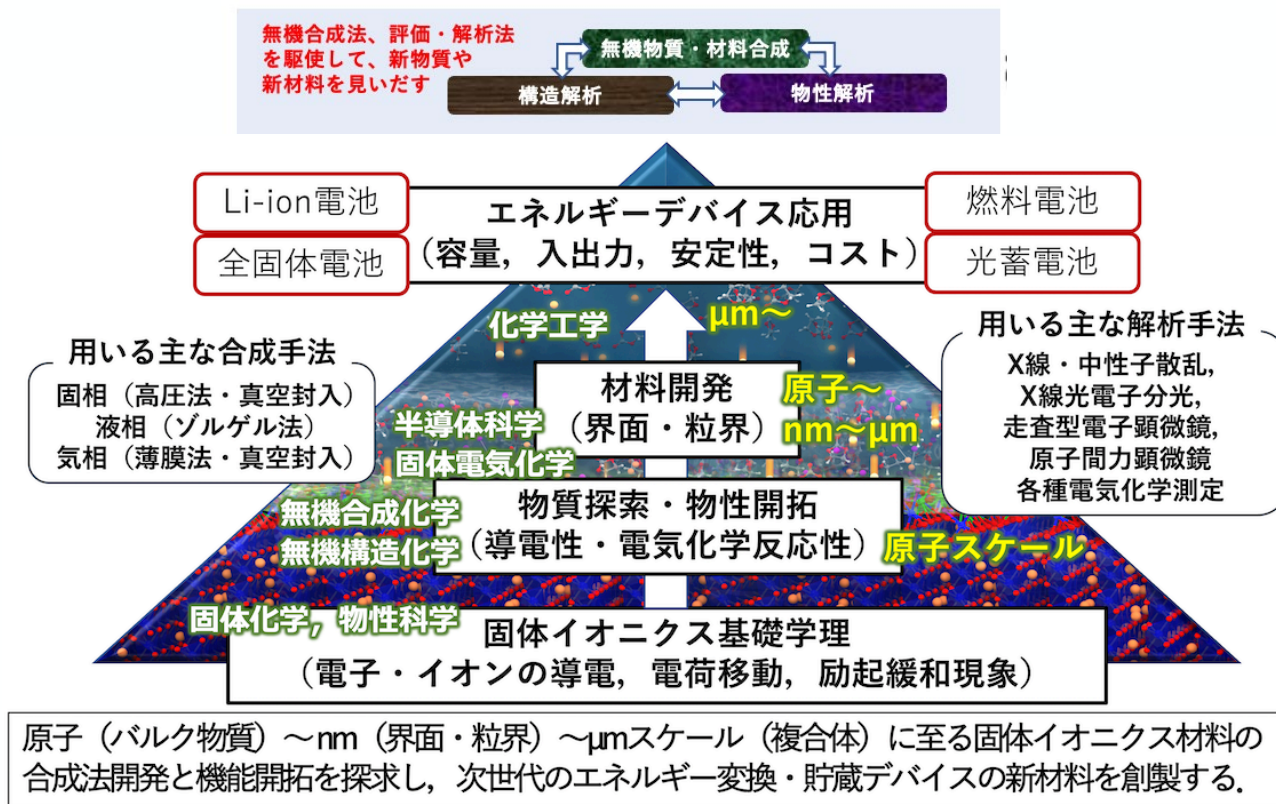 無機合成法、評価・解析法
を駆使して、新物質や
新材料を見いだす
無機物質・材料合成
構造解析
物性解析
Li-ion電池
全固体電池
エネルギーデバイス応用
（容量，入出力，安定性，コスト）
燃料電池
光蓄電池
化学工学
μm～
用いる主な合成手法
固相（高圧法・真空封入）
液相（ゾルゲル法）
気相（薄膜法・真空封入）
材料開発
（界面・粒界）
原子～
nm～μm
用いる主な解析手法
X線・中性子散乱，
X線光電子分光，
走査型電子顕微鏡，
原子間力顕微鏡
各種電気化学測定
半導体科学
固体電気化学
物質探索・物性開拓
（導電性・電気化学反応性）
無機合成化学
無機構造化学
原子スケール
固体化学，物性科学
固体イオニクス基礎学理
（電子・イオンの導電，電荷移動，励起緩和現象）
原子（バルク物質）～nm（界面・粒界）～μmスケール（複合体）に至る固体イオニクス材料の
合成法開発と機能開拓を探求し，次世代のエネルギー変換・貯蔵デバイスの新材料を創製する．